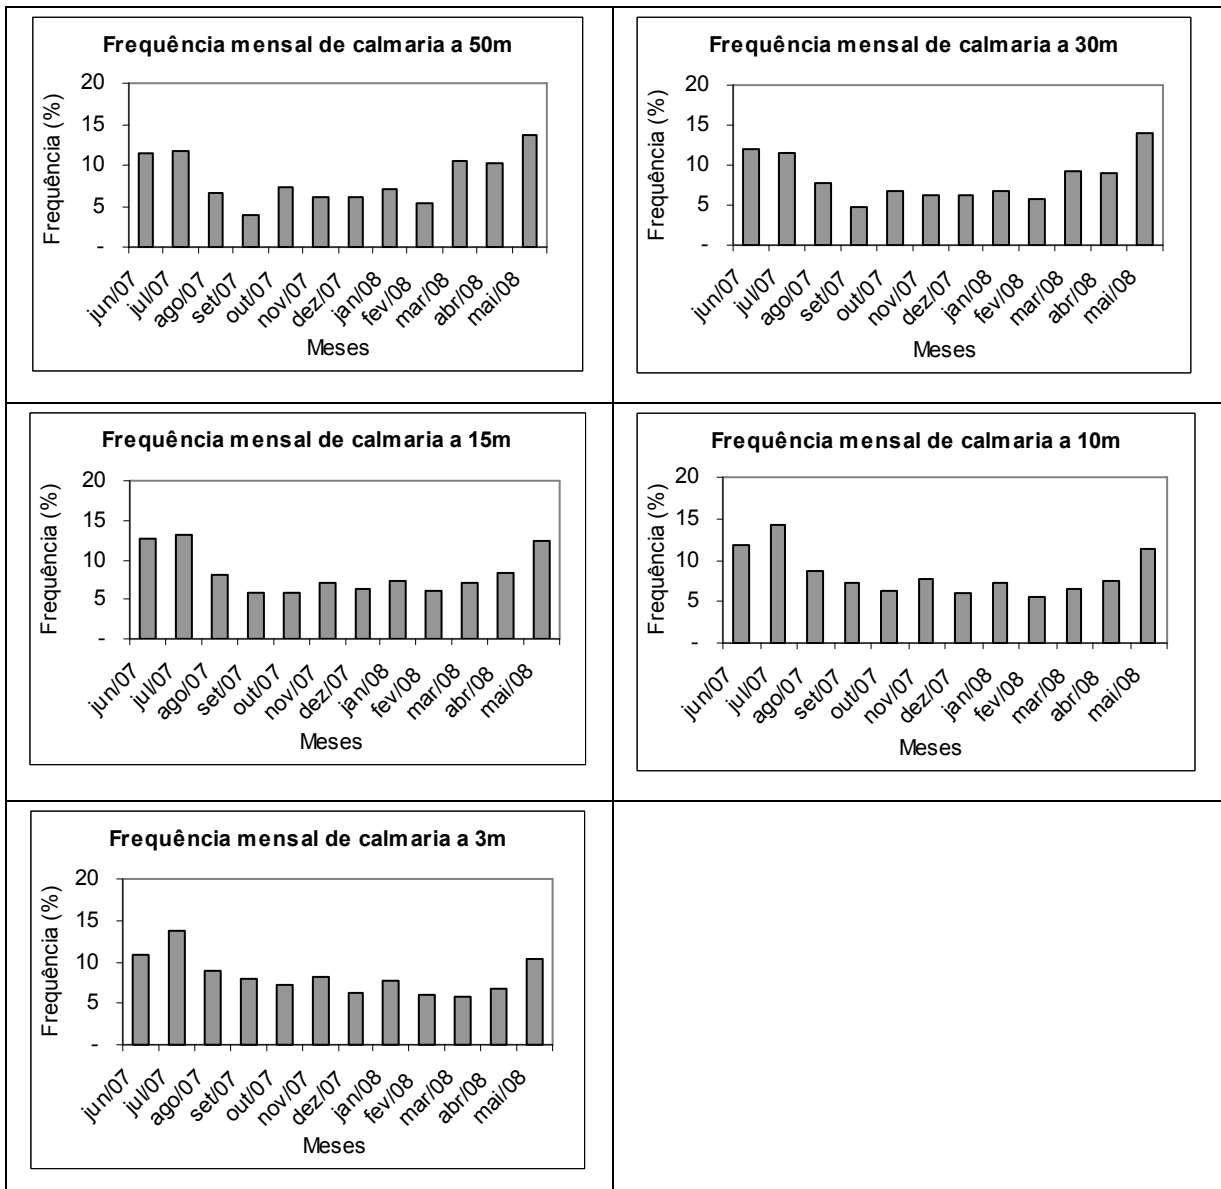 Frequência mensal de calmaria a 50m
Frequência (%)
20
15
10
5
-
jun/07
jul/07
ago/07
set/07
out/07
nov/07
dez/07
jan/08
fev/08
mar/08
abr/08
mai/08
Meses
Frequência mensal de calmaria a 30m
Frequência (%)
20
15
10
5
-
jun/07
jul/07
ago/07
set/07
out/07
nov/07
dez/07
jan/08
fev/08
mar/08
abr/08
mai/08
Meses
Frequência mensal de calmaria a 15m
Frequência (%)
20
15
10
5
-
jun/07
jul/07
ago/07
set/07
out/07
nov/07
dez/07
jan/08
fev/08
mar/08
abr/08
mai/08
Meses
Frequência mensal de calmaria a 10m
Frequência (%)
20
15
10
5
-
jun/07
jul/07
ago/07
set/07
out/07
nov/07
dez/07
jan/08
fev/08
mar/08
abr/08
mai/08
Meses
Frequência mensal de calmaria a 3m
Frequência (%)
20
15
10
5
-
jun/07
jul/07
ago/07
set/07
out/07
nov/07
dez/07
jan/08
fev/08
mar/08
abr/08
mai/08
Meses